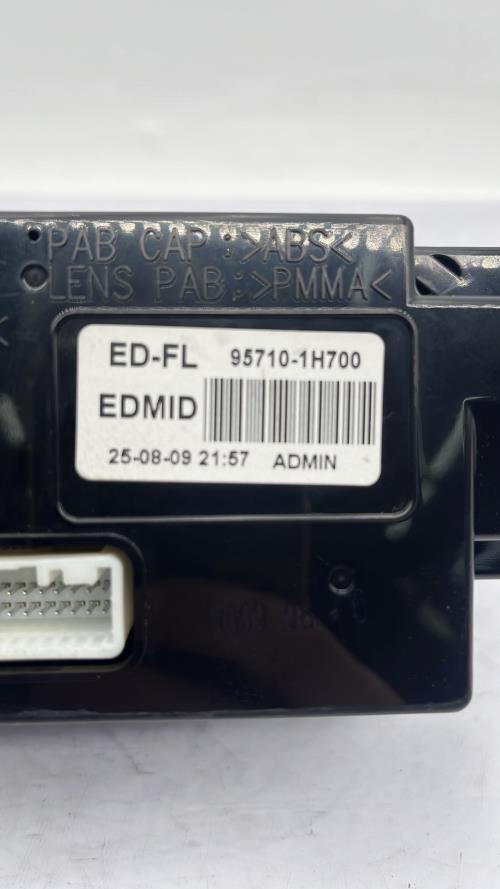 PAB CAP :>ABS<
LENS PAB:>PMMA<
<
ED-FL 95710-1H700
EDMID
25-08-09 21:57 ADMIN